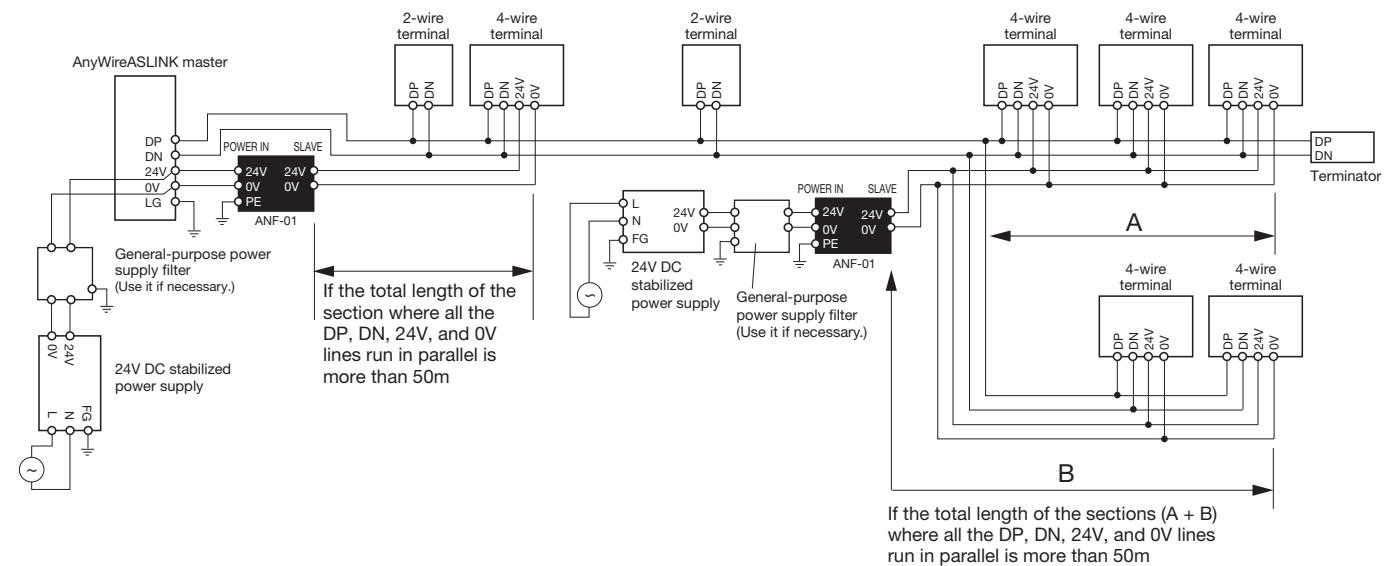 2-wire
terminal
4-wire
terminal
2-wire
terminal
4-wire
terminal
4-wire
terminal
4-wire
terminal
AnyWireASLINK master
DP
DN
DP
DN
24V
0V
DP
DN
DP
DN
24V
0V
DP
DN
24V
0V
DP
DN
24V
0V
DP
DN
24V
0V
LG
POWER IN
SLAVE
24V
0V
PE
24V
0V
ANF-01
DP
DN
Terminator
L
N
FG
24V
0V
24V DC
stabilized
power supply
General-purpose
power supply filter
(Use it if necessary.)
POWER IN
SLAVE
24V
0V
PE
24V
0V
ANF-01
A
General-purpose power
supply filter
(Use it if necessary.)
If the total length of the
section where all the
DP, DN, 24V, and 0V
lines run in parallel is
more than 50m
4-wire
terminal
4-wire
terminal
DP
DN
24V
0V
DP
DN
24V
0V
0V
24V
L
N
FG
24V DC stabilized
power supply
~
~
B
If the total length of the sections (A + B)
where all the DP, DN, 24V, and 0V lines
run in parallel is more than 50m